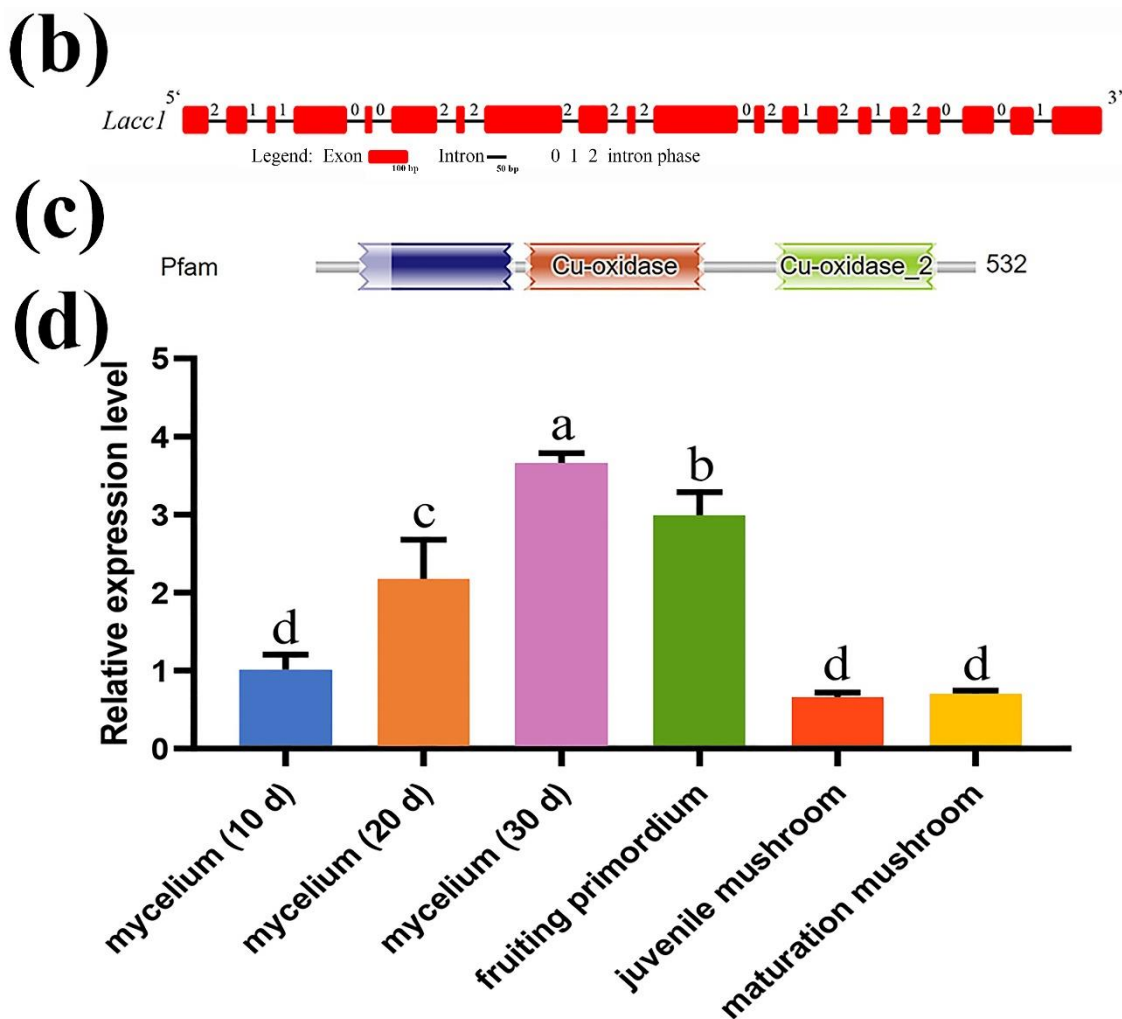 (b)
5‘ 3’
Lacc1 2 1 1 0 0 2 2 2 2 2 0 2 1 2 1 2 0 0 1
Legend: Exon 100 bp Intron 50 bp 0 1 2 intron phase
(c)
Pfam Cu-oxidase Cu-oxidase_2 532
(d)
Relative expression level
5
4
3
2
1
0
d
c
a
b
d
d
mycelium (10 d)
mycelium (20 d)
mycelium (30 d)
fruiting primordium
juvenile mushroom
maturation mushroom